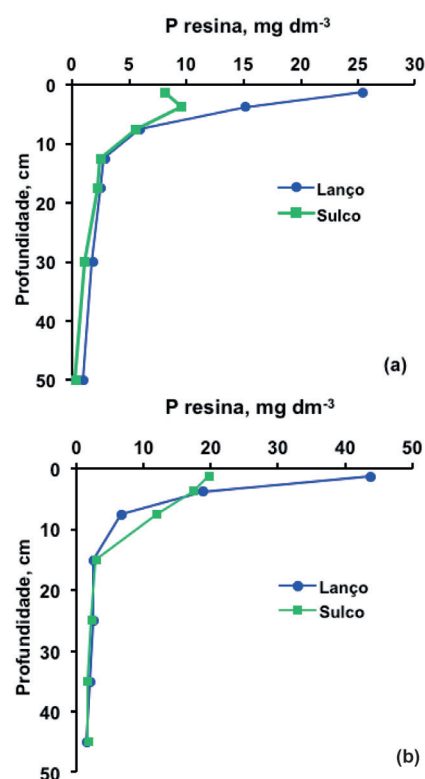 P resina, mg dm-3
0 5 10 15 20 25 30
0
10
20
30
40
50
Profundidade, cm
Lanço
Sulco
(a)
P resina, mg dm-3
0 10 20 30 40 50
0
10
20
30
40
50
Profundidade, cm
Lanço
Sulco
(b)